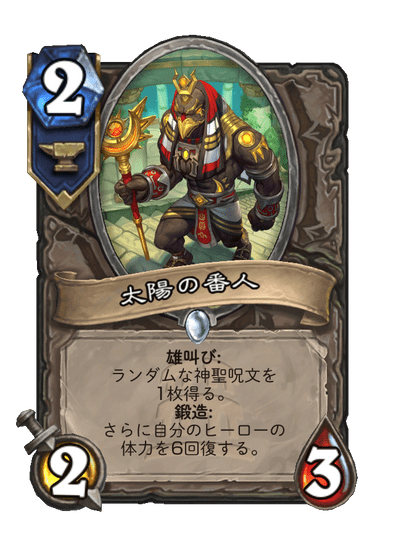 2
太陽の番人
雄叫び:
ランダムな神聖呪文を
1枚得る。
鍛造:
さらに自分のヒーローの
体力を6回復する。
2
3